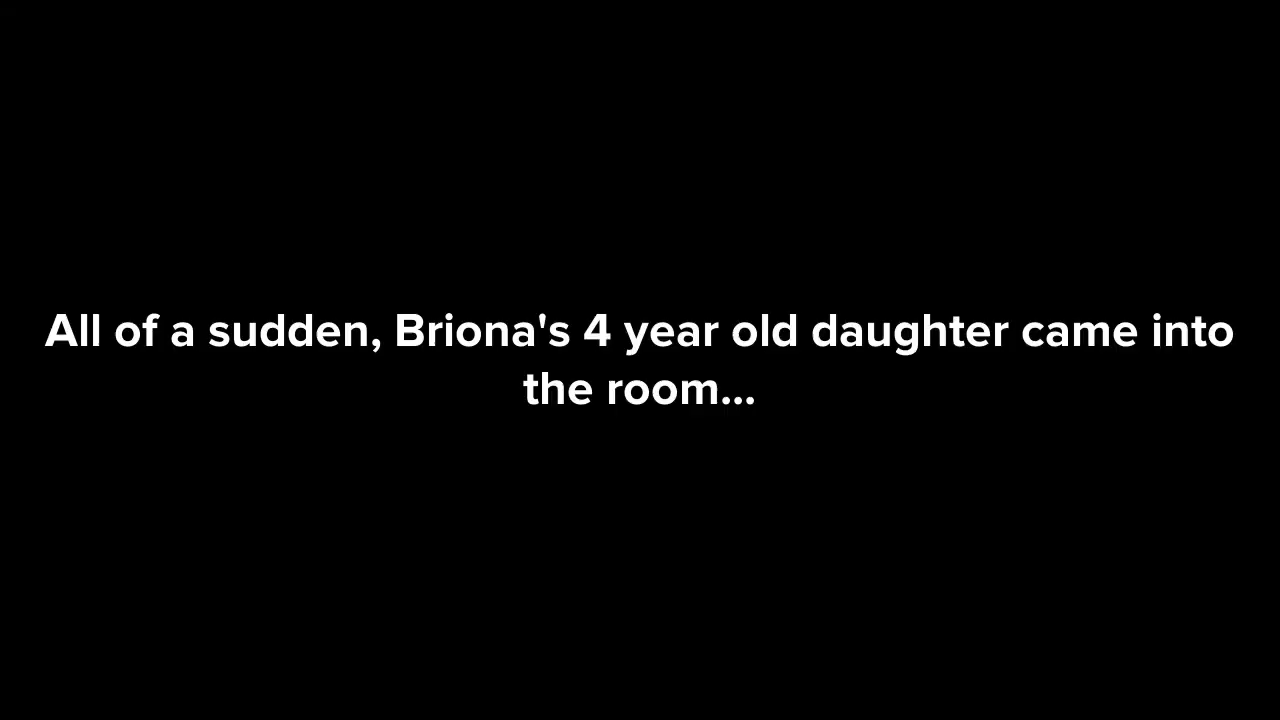 All of a sudden, Briona's 4 year old daughter came into
the room...